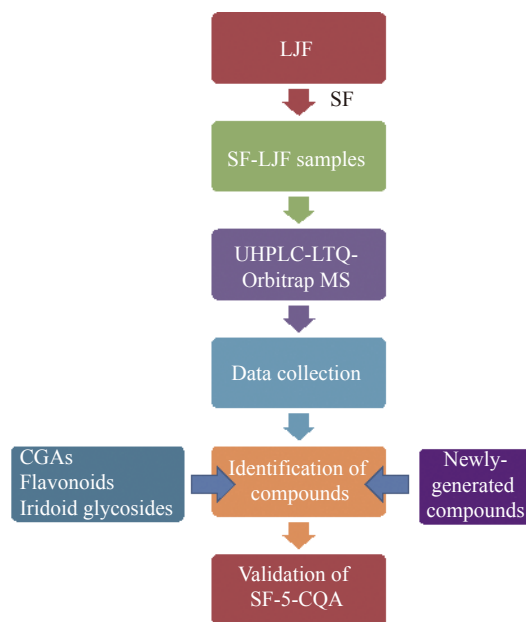 LJF
SF
SF-LJF samples
UHPLC-LTQ-
Orbitrap MS
Data collection
CGAs
Flavonoids
Iridoid glycosides
Identification of
compounds
Newly-
generated
compounds
Validation of
SF-5-CQA